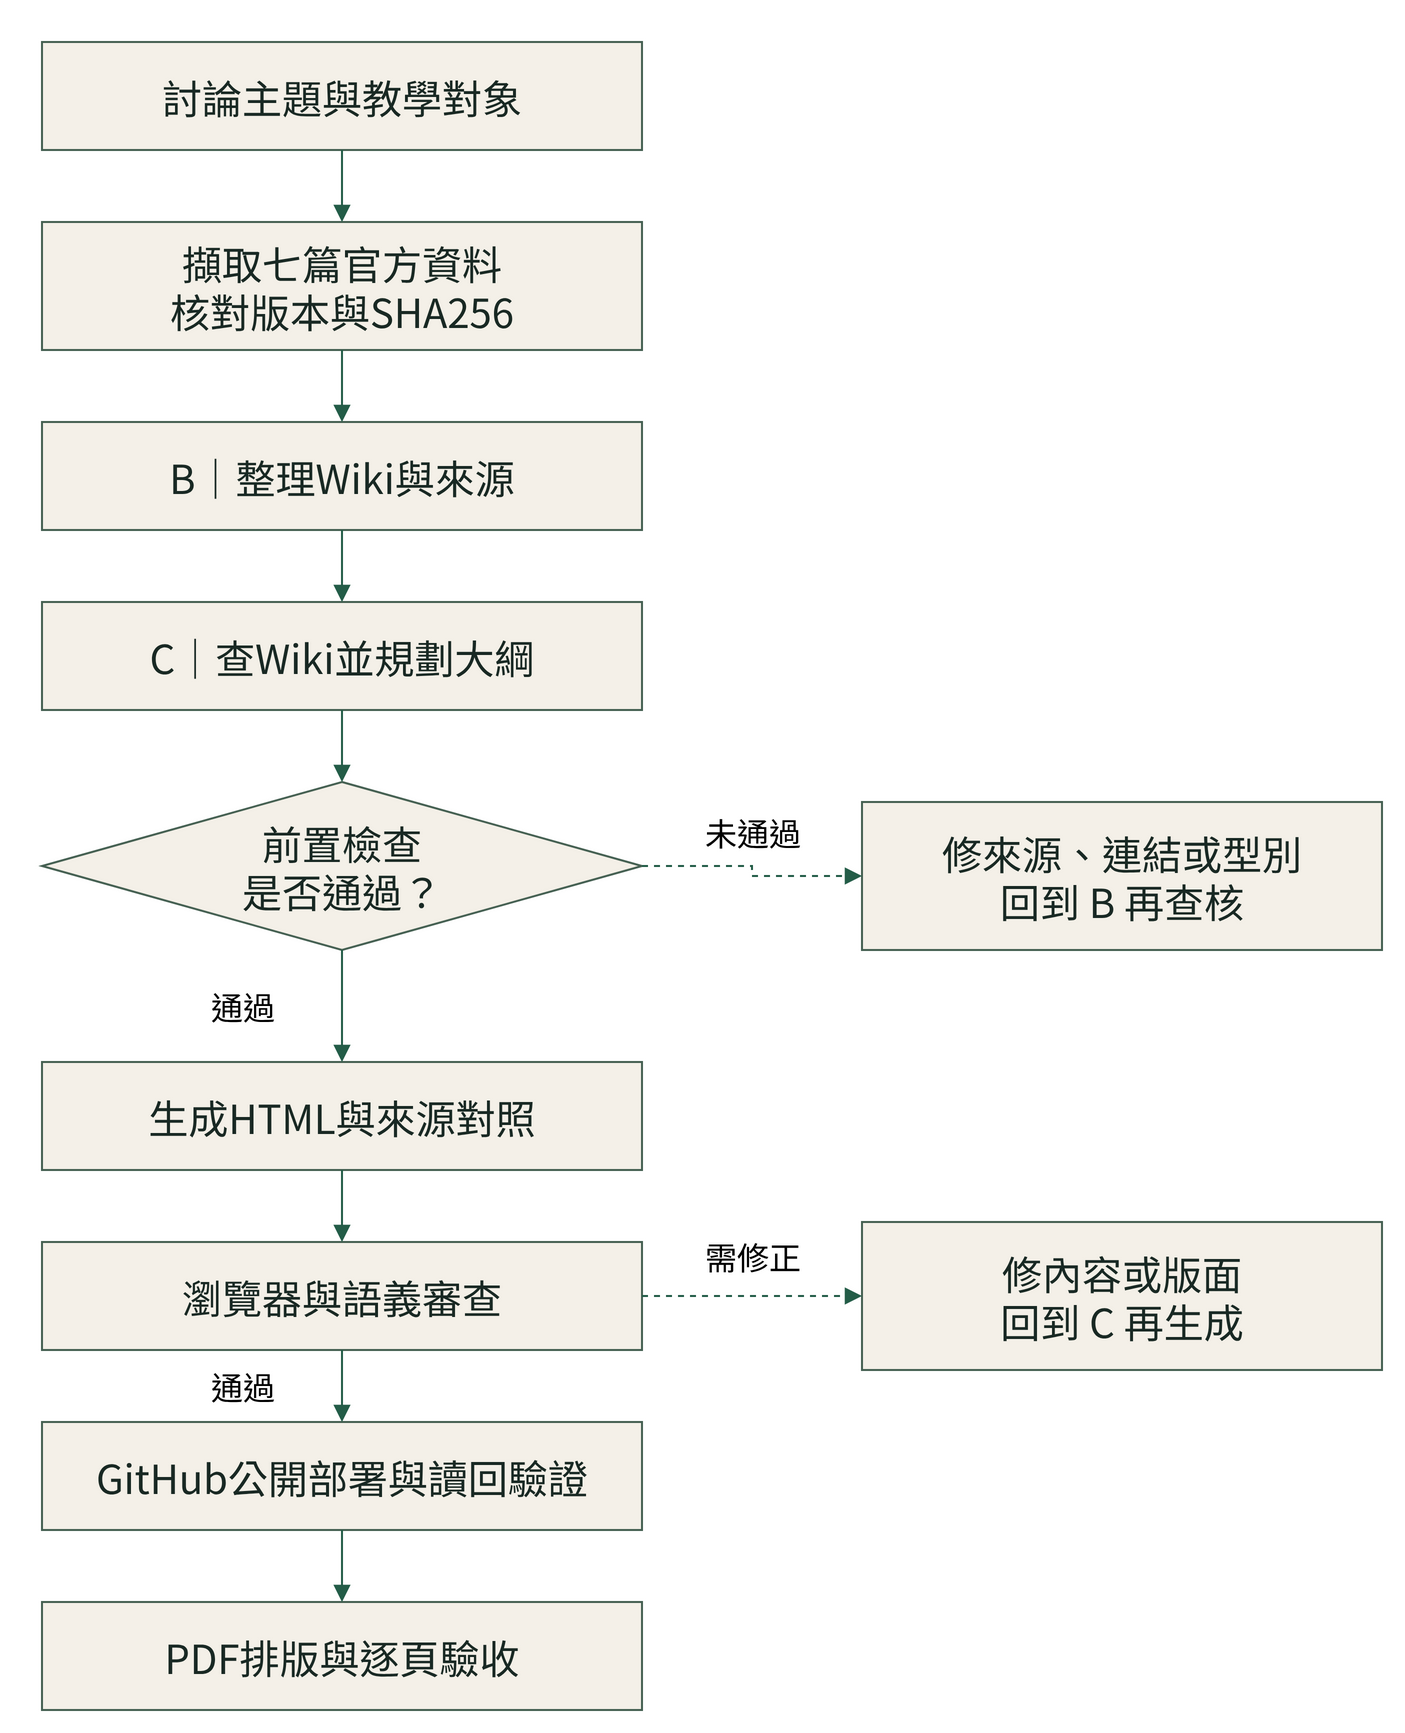 討論主題與教學對象
擷取七篇官方資料
核對版本與SHA256
B｜整理Wiki與來源
C｜查Wiki並規劃大綱
前置檢查
是否通過？
未通過
修來源、連結或型別
回到 B 再查核
通過
生成HTML與來源對照
瀏覽器與語義審查
需修正
修內容或版面
回到 C 再生成
通過
GitHub公開部署與讀回驗證
PDF排版與逐頁驗收